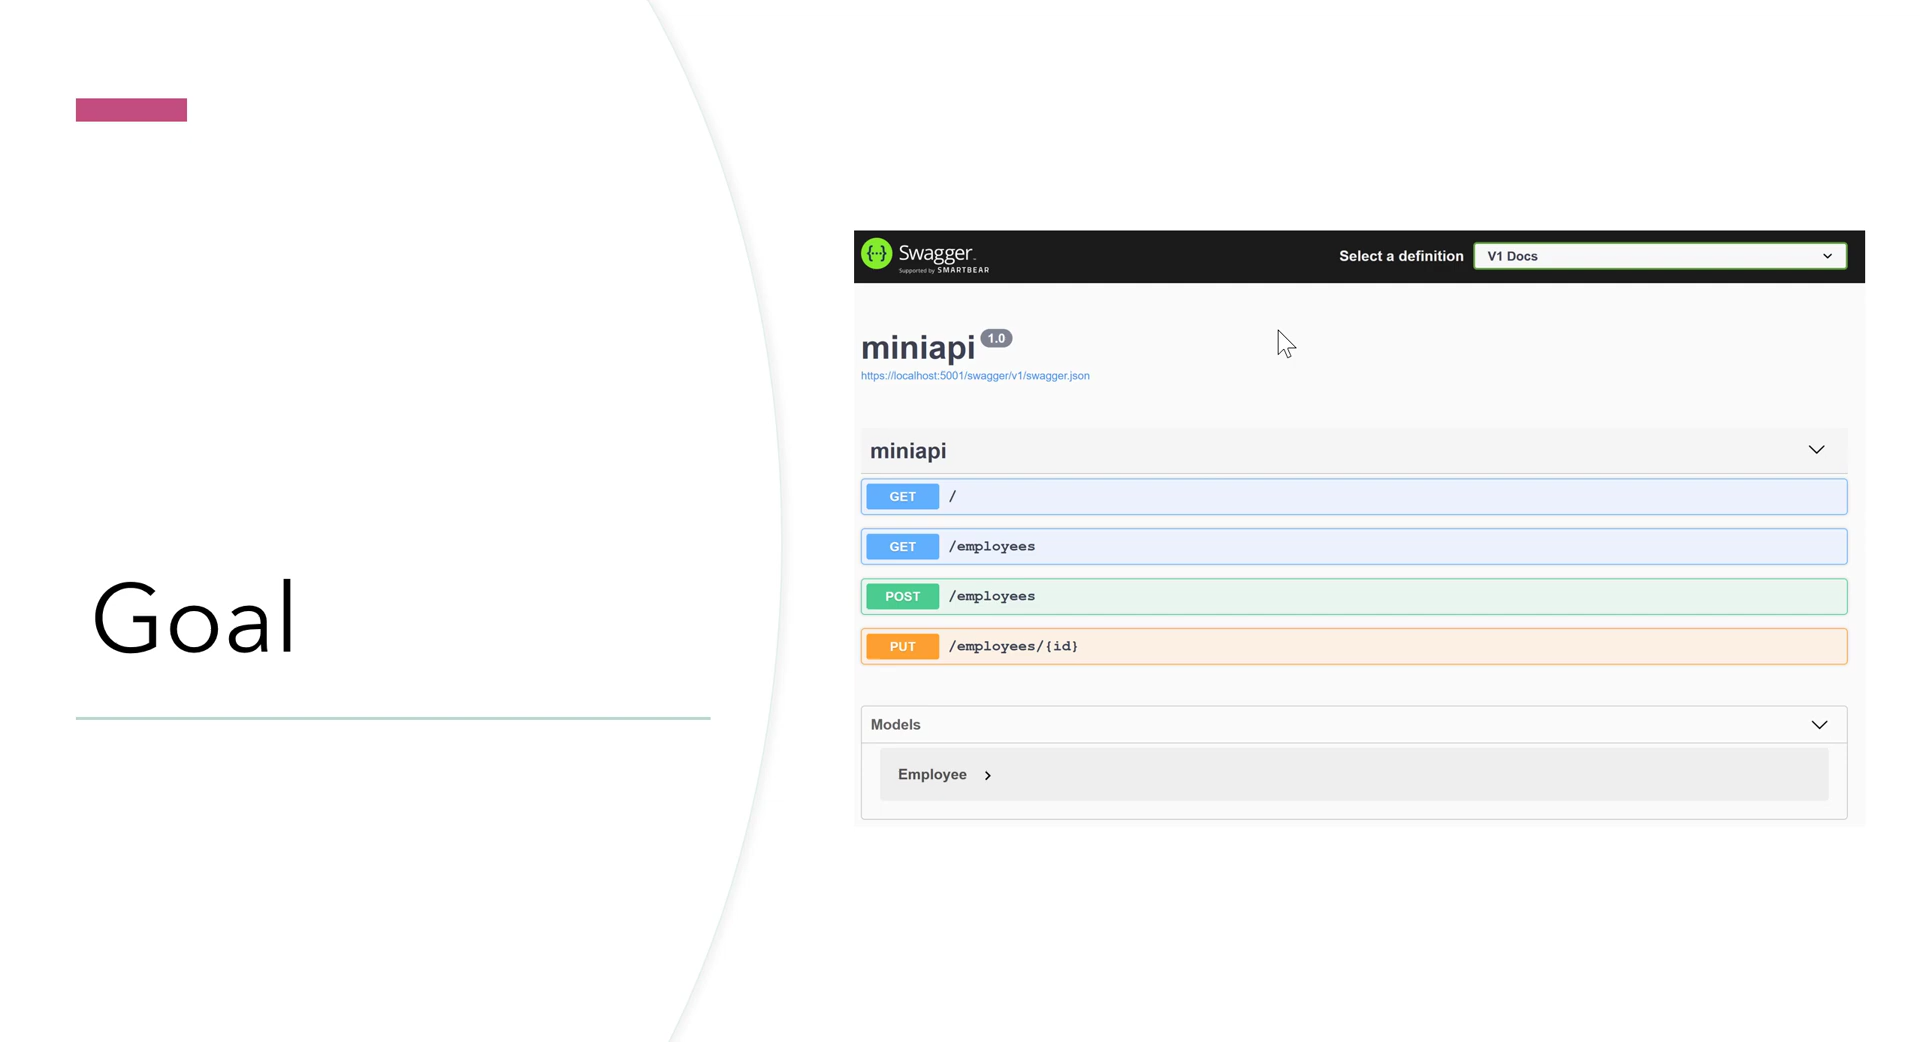 Goal
Swagger
Supported by SMARTBEAR
Select a definition
V1 Docs
miniapi 1.0
https://localhost:5001/swagger/v1/swagger.json
miniapi
GET /
GET /employees
POST /employees
PUT /employees/{id}
Models
Employee